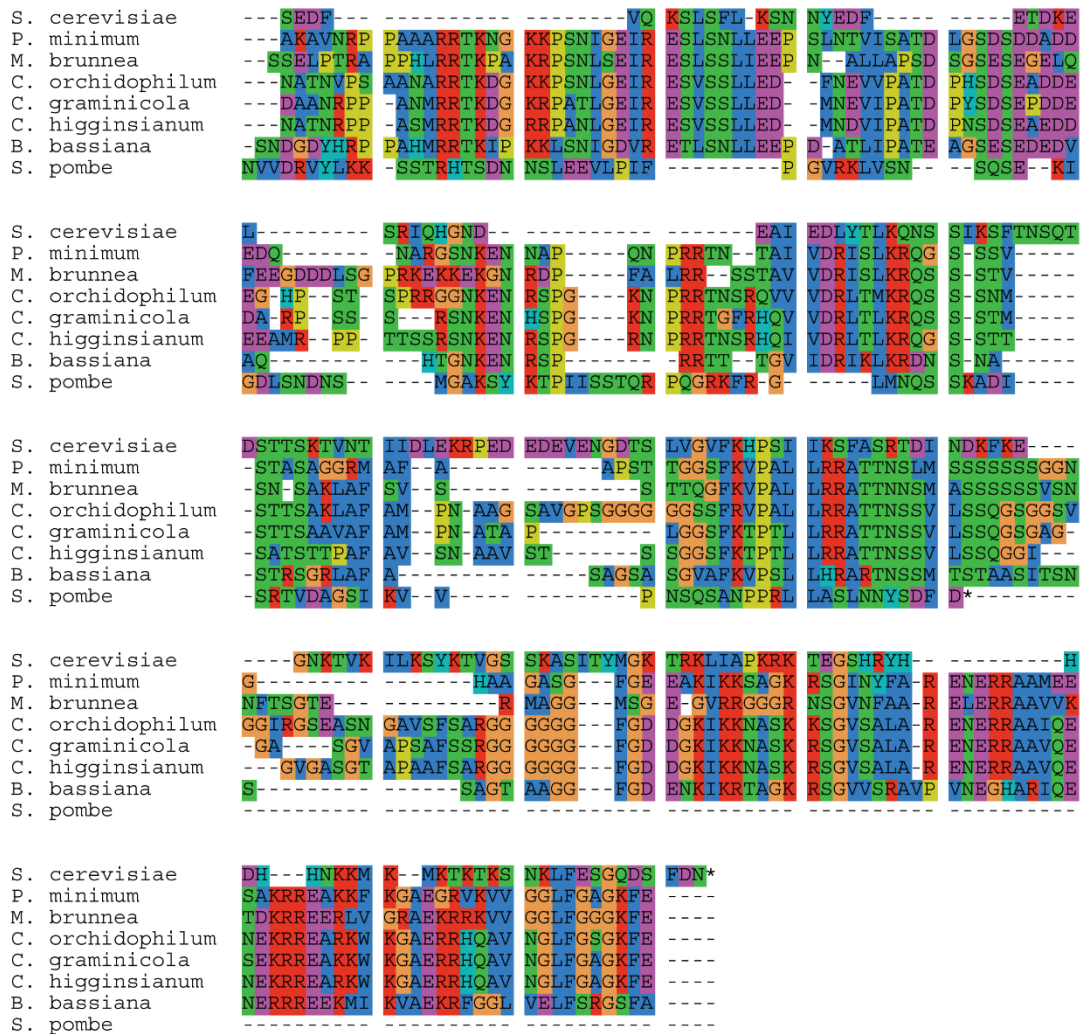 S. cerevisiae ---SEDF--- ---------- --------VQ KSLSFL-KSN NYEDF----- -----ETDKE
P. minimum ---AKAVNRP PAAARRTKNG KKPSNIGEIR ESLSNLLEEP SLNTVISATD LGSDSDDADD
M. brunnea --SSELPTRA PPHLRRTKPA KRPSNLSEIR ESLSSLIEEP N--ALLAPSD SGSESEGELQ
C. orchidophilum ---NATNVPS -AANARRTKDG KRPSNIGEIR ESVSSLLED- -FNEVVPATD PHSDSEADDE
C. graminicola ---DAANRPP -ANMRRTKDG KRPATLGEIR ESVSSLLED- -MNEVIPATD PYSDSEPDDE
C. higginsianum ---NATNRPP -ASMRRTKDG RRPANLGEIR ESVSSLLED- -MNDVIPATD PNSDSEAEDD
B. bassiana -SNDGDYHRP PAHMRRTKIP KKLSNIGDVR ETLSNLLEEP D-ATLIPATE AGSESEDEDV
S. pombe NVVDRVYLKK -SSTRHTSDN NSLEEVLPIF ---------P GVRKLVSN-- --SQSE--KI
S. cerevisiae L--------- -SRIQHGND- ---------- -------EAI EDLYTLKQNS SIKSFTNSQT
P. minimum EDQ------- -NARGSNKEN NAP-----QN PRRTN--TAI VDRISLKRQG S-SSV-----
M. brunnea FEEGDDDLSG PRKEKKEKGN RDP-----FA LRR--SSTAV VDRISLKRQS S-STV-----
C. orchidophilum EG-HP--ST- SPRRGGNKEN RSPG----KN PRRTNSRQVV VDRLTMKRQS S-SNM-----
C. graminicola DA-RP--SS- S---RSNKEN HSPG----KN PRRTGFRHQV VDRLTLKRQS S-STM-----
C. higginsianum EEAMR--PP- TTSSRSNKEN RSPG----RN PRRTNSRHQI VDRLTLKRQG S-STT-----
B. bassiana AQ-------- ---HTGNKEN RSP------- -RRTT--TGV IDRIKLKRDN S-NA------
S. pombe GDLSNDNS-- ----MGAKSY KTPIISSTQR PQGRKFR-G- -----LMNQS SKADI-----
S. cerevisiae DSTTSKTVNT IIDLEKRPED EDEVENGDTS LVGVFKHPSI IKSFASRTDI NDKFKE----
P. minimum -STASAGGRM AF--A----- ------APST TGGSFKVPAL LRRATTNSLM SSSSSSSGGN
M. brunnea -SN-SAKLAF SV--S----- ---------S TTQGFKVPAL LRRATTNNSM ASSSSSSVSN
C. orchidophilum -STTSAKLAF AM--PN-AAG SAVGPSGGGG GGSSFRVPAL LRRATTNSSV LSSQGSGGSV
C. graminicola -STTSAAVAF AM--PN-ATA P--------- -GGSFKTPTL LRRATTNSSV LSSQGSGAG-
C. higginsianum -SATSTTPAF AV--SN-AAV ST-------S SGGSFKTPTL LRRATTNSSV LSSQGGI---
B. bassiana -STRSGRLAF A--------- -----SAGSA SGVAFKVPSL LHRARTNSSM TSTAASITSN
S. pombe -SRTVDAGSI KV--V----- ---------P NSQSANPPRL LASLNNYSDF D*--------
S. cerevisiae ----GNKTVK ILKSYKTVGS SKASITYMGK TRKLIAPKRK TEGSHRYH-- ---------H
P. minimum G--------- -------HAA GASG---FGE EAKIKKSAGK RSGINYFA-R ENERRAAMEE
M. brunnea NFTSGTE--- ---------R MAGG---MSG E-GVRRGGRK NSGVNFAA-R ELERRAAVVK
C. orchidophilum GGIRGSEASN GAVSFSARGG GGGG---FGD DGKIKKNASK RSGVSALA-R ENERRAAIQE
C. graminicola -GA----SGV APSAFSSRGG GGGG---FGD DGKIKKNASK RSGVSALA-R ENERRAAVQE
C. higginsianum ---GVGASGT APAAFSARGG GGGG---FGD DGKIKKNASK RSGVSALA-R ENERRAAVQE
B. bassiana S--------- ------SAGT AAGG---FGD ENKIKRTAGK RSGVVSRAVP VNEGHARIQE
S. pombe ---------- ---------- ---------- ---------- ---------- ----------
S. cerevisiae DH---HNKKM K--MKTKTKS NKLFESGQDS FDN*
P. minimum SAKRREAKKF KGAEGRVKVV GGLFGAGKFE ----
M. brunnea TDKRREERLV GRAEKRRKVV GGLFGGGKFE ----
C. orchidophilum NEKRREARKW KGAERRHQAV NGLFGSGKFE ----
C. graminicola SEKRREAKKW KGAERRHQAV NGLFGAGKFE ----
C. higginsianum NEKRREARKW KGAERRHQAV NGLFGAGKFE ----
B. bassiana NERRREEKMI KVAEKRFGGL VELFSRGSFA ----
S. pombe ---------- ---------- ---------- ----